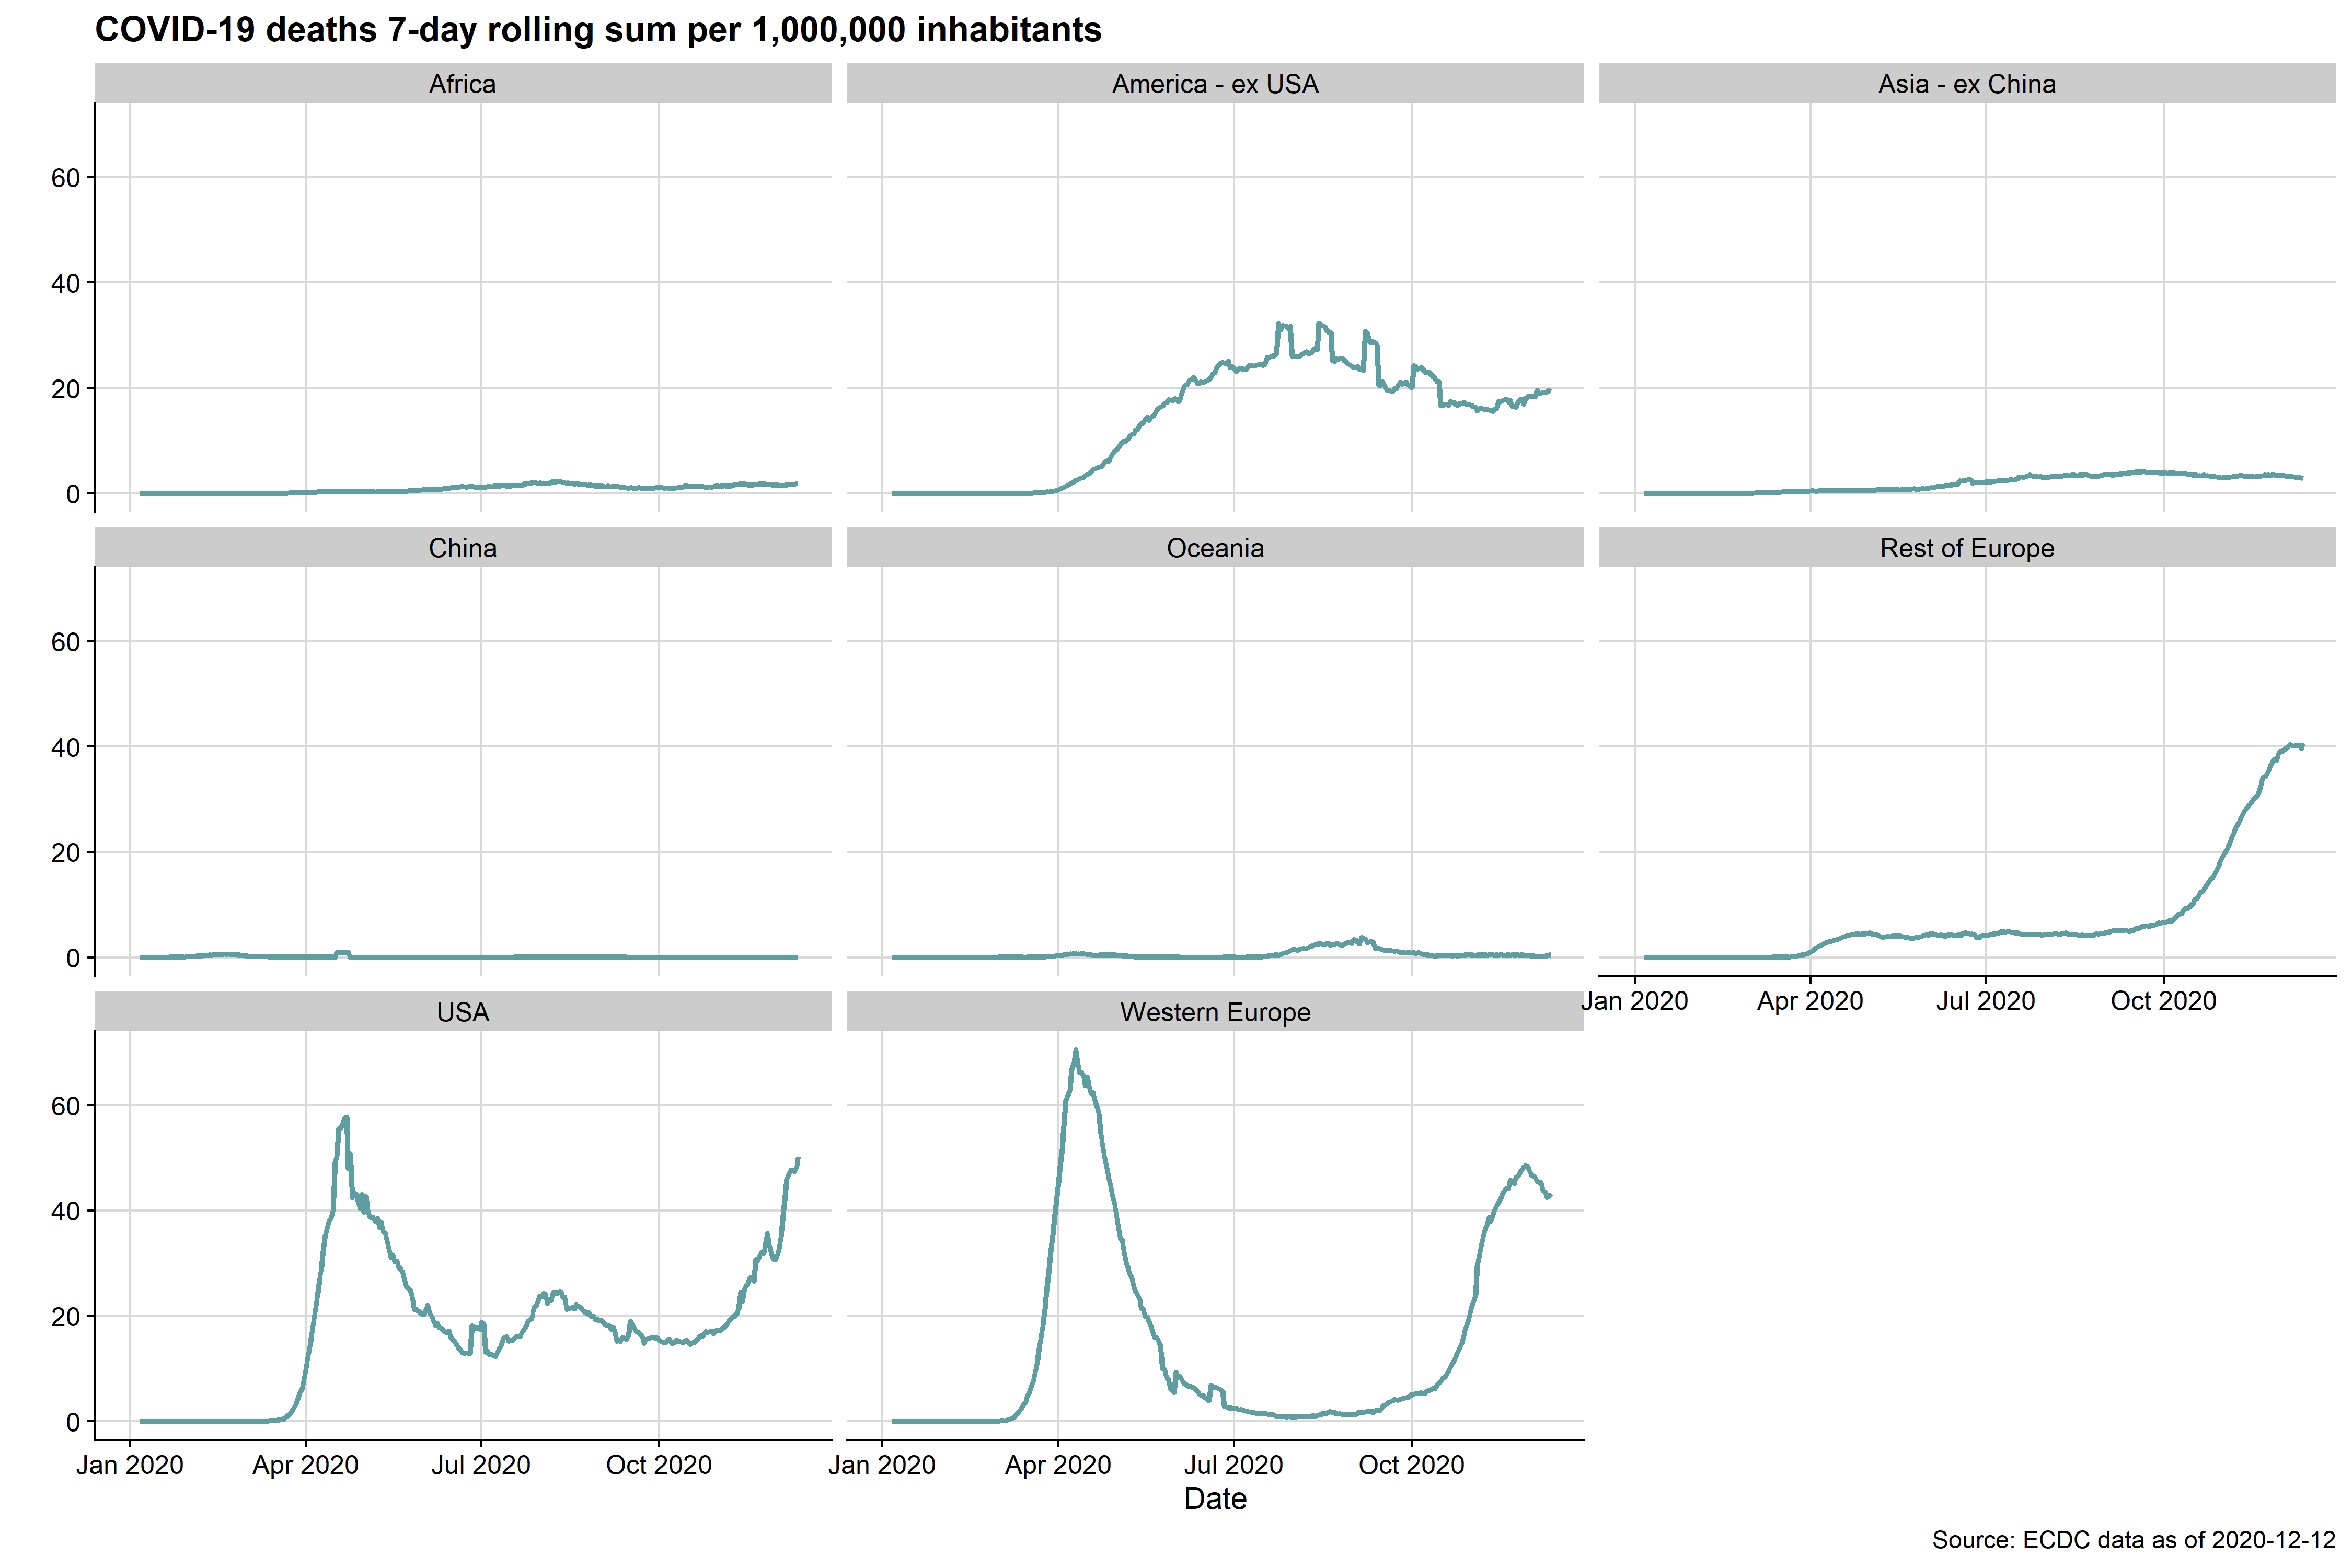 COVID-19 deaths 7-day rolling sum per 1,000,000 inhabitants
Africa
America - ex USA
Asia - ex China
60
40
20
0
China
Oceania
Rest of Europe
60
40
20
0
Jan 2020 Apr 2020 Jul 2020 Oct 2020
USA
Western Europe
60
40
20
0
Jan 2020 Apr 2020 Jul 2020 Oct 2020
Jan 2020 Apr 2020 Jul 2020 Oct 2020
Date
Source: ECDC data as of 2020-12-12